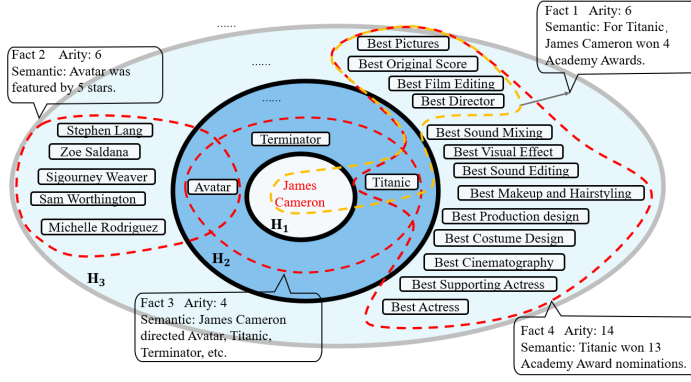 ......
......
......
Fact 1   Arity: 6
Semantic: For Titanic,
James Cameron won 4
Academy Awards.
Fact 2   Arity: 6
Semantic: Avatar was
featured by 5 stars.
Best Pictures
Best Original Score
Best Film Editing
Best Director
Best Sound Mixing
Best Visual Effect
Best Sound Editing
Best Makeup and Hairstyling
Best Production design
Best Costume Design
Best Cinematography
Best Supporting Actress
Best Actress
Stephen Lang
Zoe Saldana
Sigourney Weaver
Sam Worthington
Michelle Rodriguez
Terminator
Avatar
Titanic
James
Cameron
H1
H2
H3
Fact 3   Arity: 4
Semantic: James Cameron
directed Avatar, Titanic,
Terminator, etc.
Fact 4   Arity: 14
Semantic: Titanic won 13
Academy Award nominations.